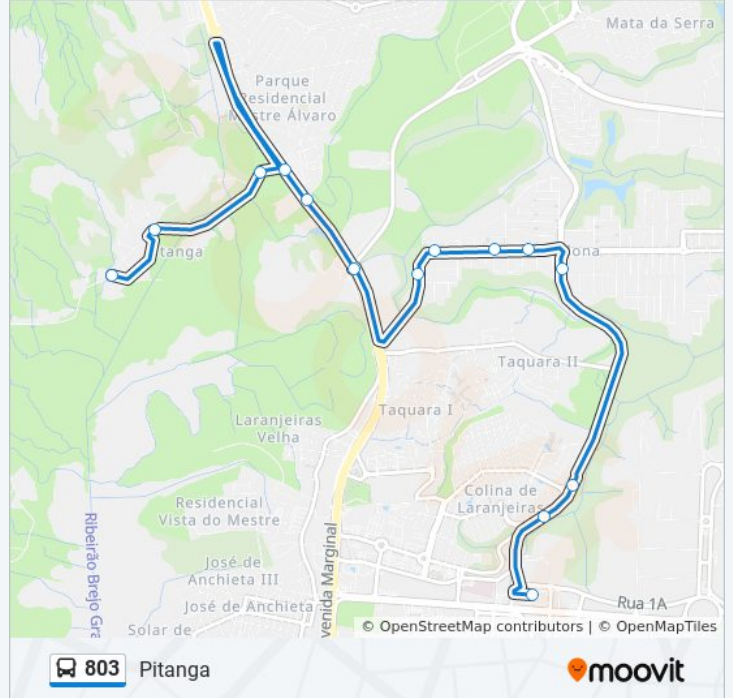 Mata da Serra
Parque
Residencial
Mestre Álvaro
Pitanga
ona
Taquara II
Taquara I
Laranjeiras
Velha
Colina de
Laranjeiras
Residencial
Vista do Mestre
Ribeirão Brejo Gra
venida Marginal
José de
Anchieta III
José de Anchieta
Rua 1A
Solar de
© OpenStreetMap contributors | © OpenMapTiles
803 Pitanga
moovit